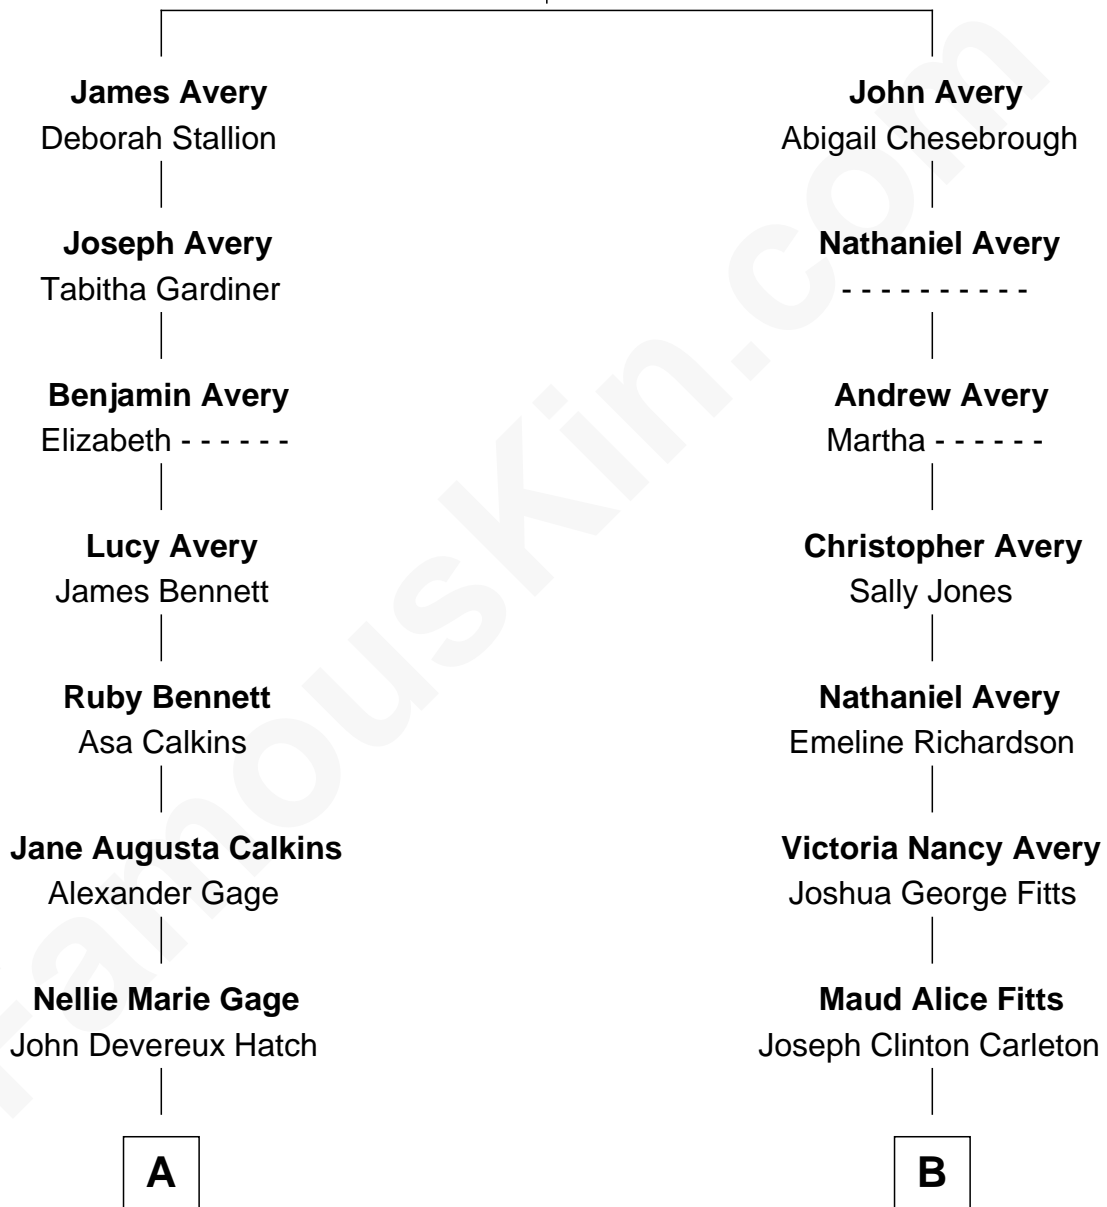 James Avery
Deborah Stallion
Joseph Avery
Tabitha Gardiner
Benjamin Avery
Elizabeth - - - - - -
Lucy Avery
James Bennett
Ruby Bennett
Asa Calkins
Jane Augusta Calkins
Alexander Gage
Nellie Marie Gage
John Devereux Hatch
A
John Avery
Abigail Chesebrough
Nathaniel Avery
- - - - - - - - - -
Andrew Avery
Martha - - - - - -
Christopher Avery
Sally Jones
Nathaniel Avery
Emeline Richardson
Victoria Nancy Avery
Joshua George Fitts
Maud Alice Fitts
Joseph Clinton Carleton
B
FamousKin.com